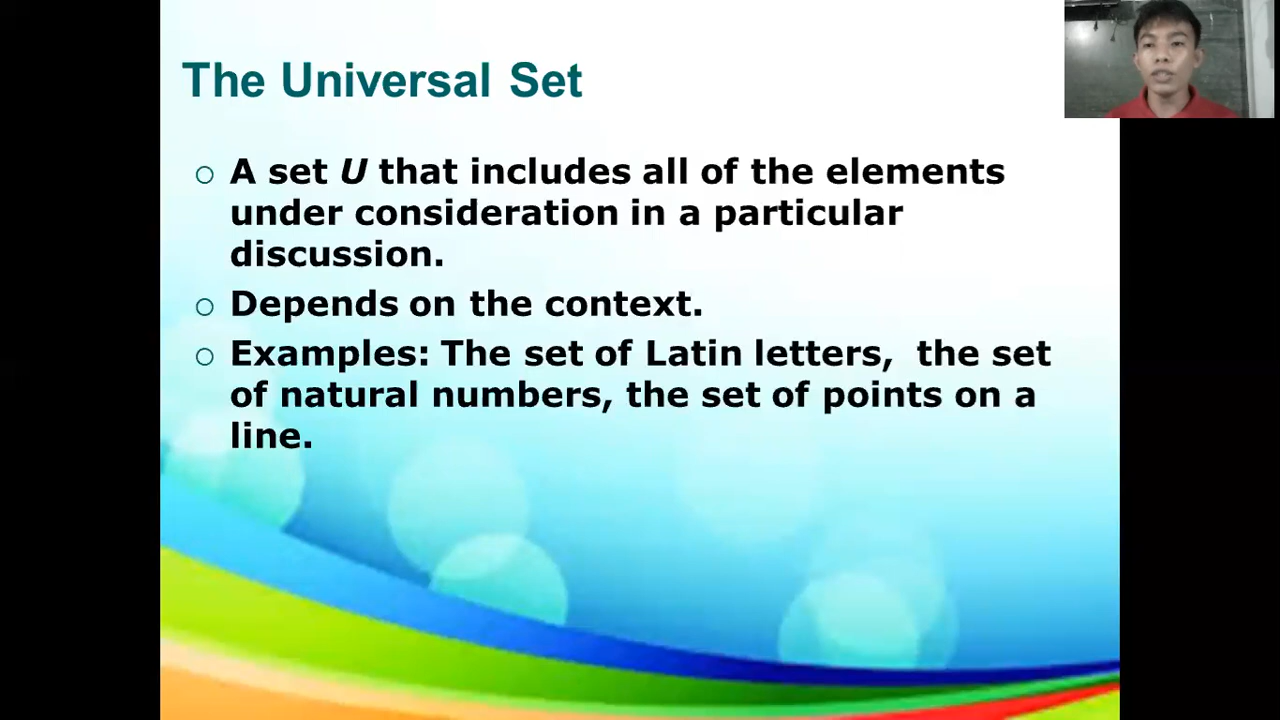 The Universal Set
A set U that includes all of the elements
under consideration in a particular
discussion.
Depends on the context.
Examples: The set of Latin letters,  the set
of natural numbers, the set of points on a
line.